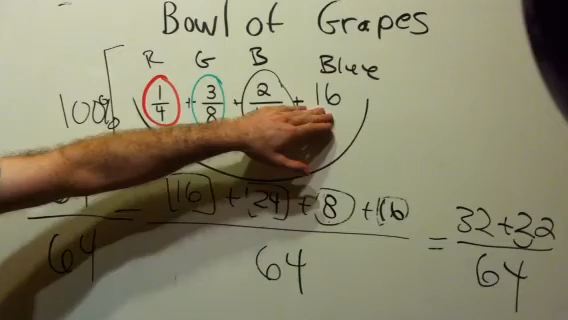 Bowl of Grapes
R G B Blue
100% [ 1/4 + 3/8 + 2 + 16
= [16] + [24] + 8 + 16 = 32+32
64 64 64